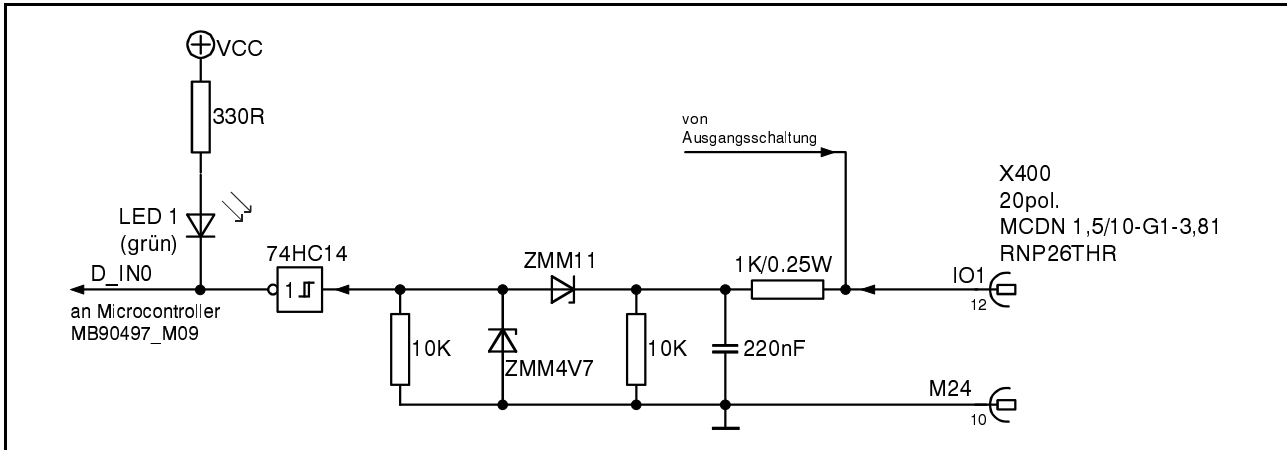 VCC
330R
von
Ausgangsschaltung
X400
20pol.
MCDN 1,5/10-G1-3,81
RNP26THR
LED 1
(grün)
74HC14
ZMM11
1K/0.25W
D_IN0
1
IO1
12
an Microcontroller
MB90497_M09
10K
ZMM4V7
10K
220nF
M24
10